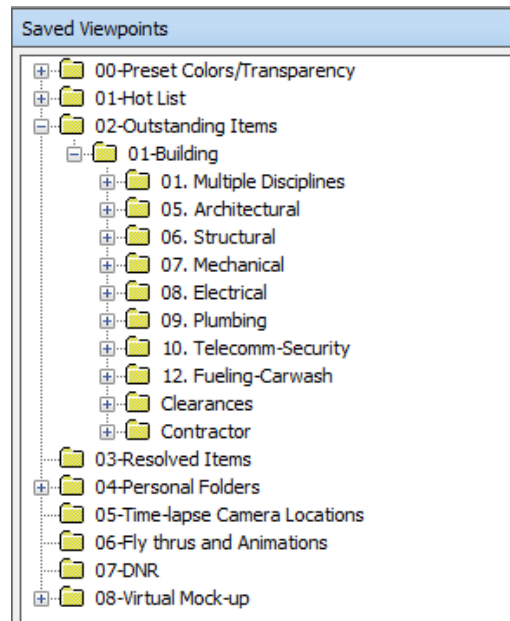 Saved Viewpoints
00-Preset Colors/Transparency
01-Hot List
02-Outstanding Items
01-Building
01. Multiple Disciplines
05. Architectural
06. Structural
07. Mechanical
08. Electrical
09. Plumbing
10. Telecomm-Security
12. Fueling-Carwash
Clearances
Contractor
03-Resolved Items
04-Personal Folders
05-Time-lapse Camera Locations
06-Fly thrus and Animations
07-DNR
08-Virtual Mock-up